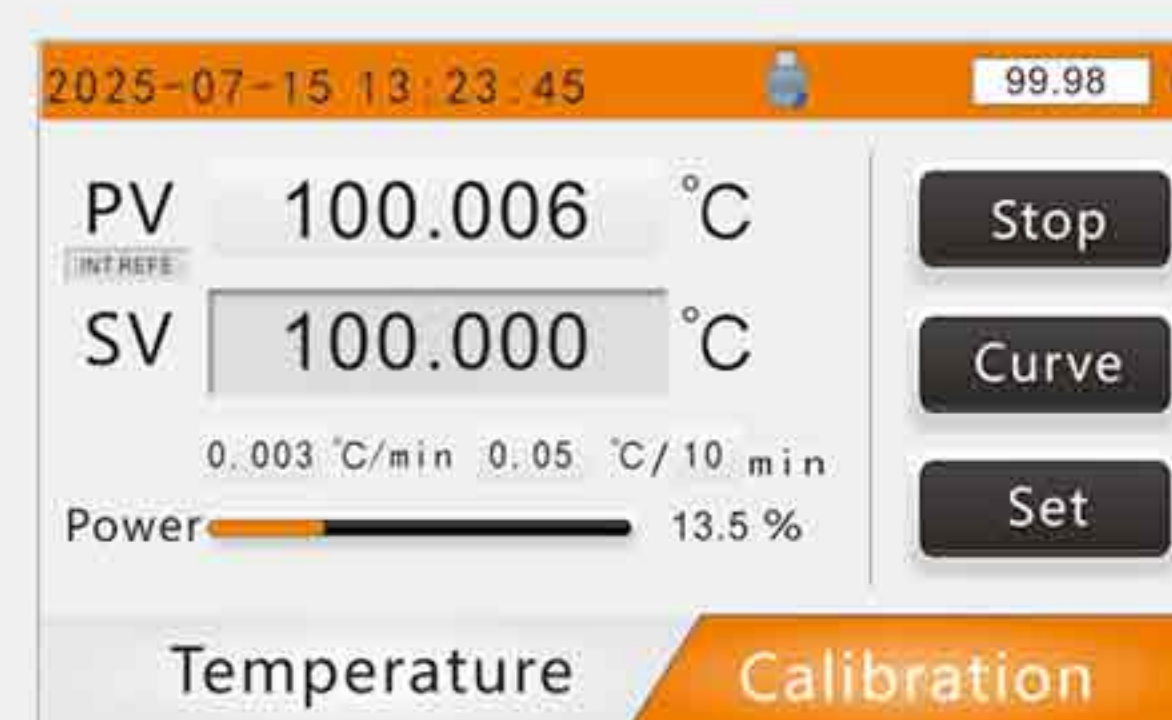 2025-07-15 13:23:45 99.98
PV 100.006 °C
INT.REFE
SV 100.000 °C
0.003 °C/min 0.05 °C/10 min
Power 13.5 %
Stop
Curve
Set
Temperature Calibration